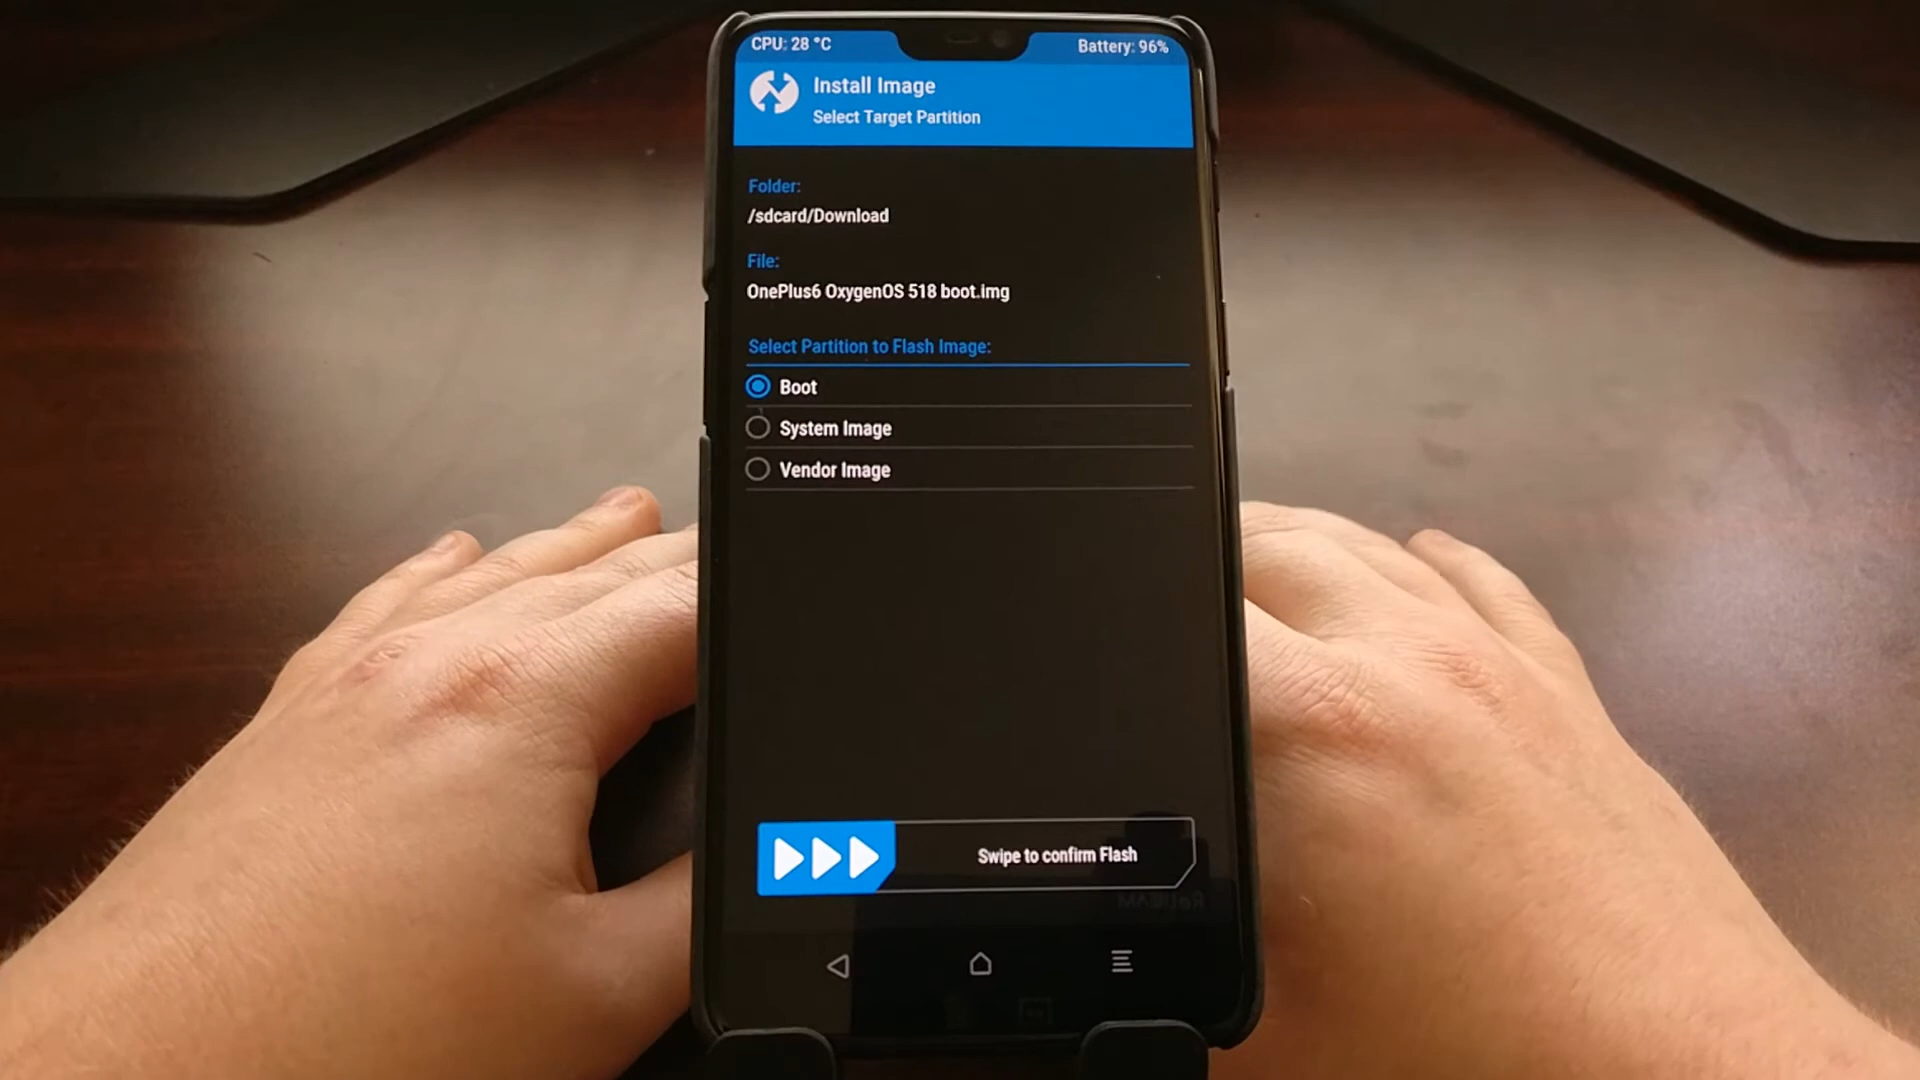 CPU: 28 °C
Battery: 96%
Install Image
Select Target Partition
Folder:
/sdcard/Download
File:
OnePlus6 OxygenOS 518 boot.img
Select Partition to Flash Image:
Boot
System Image
Vendor Image
Swipe to confirm Flash